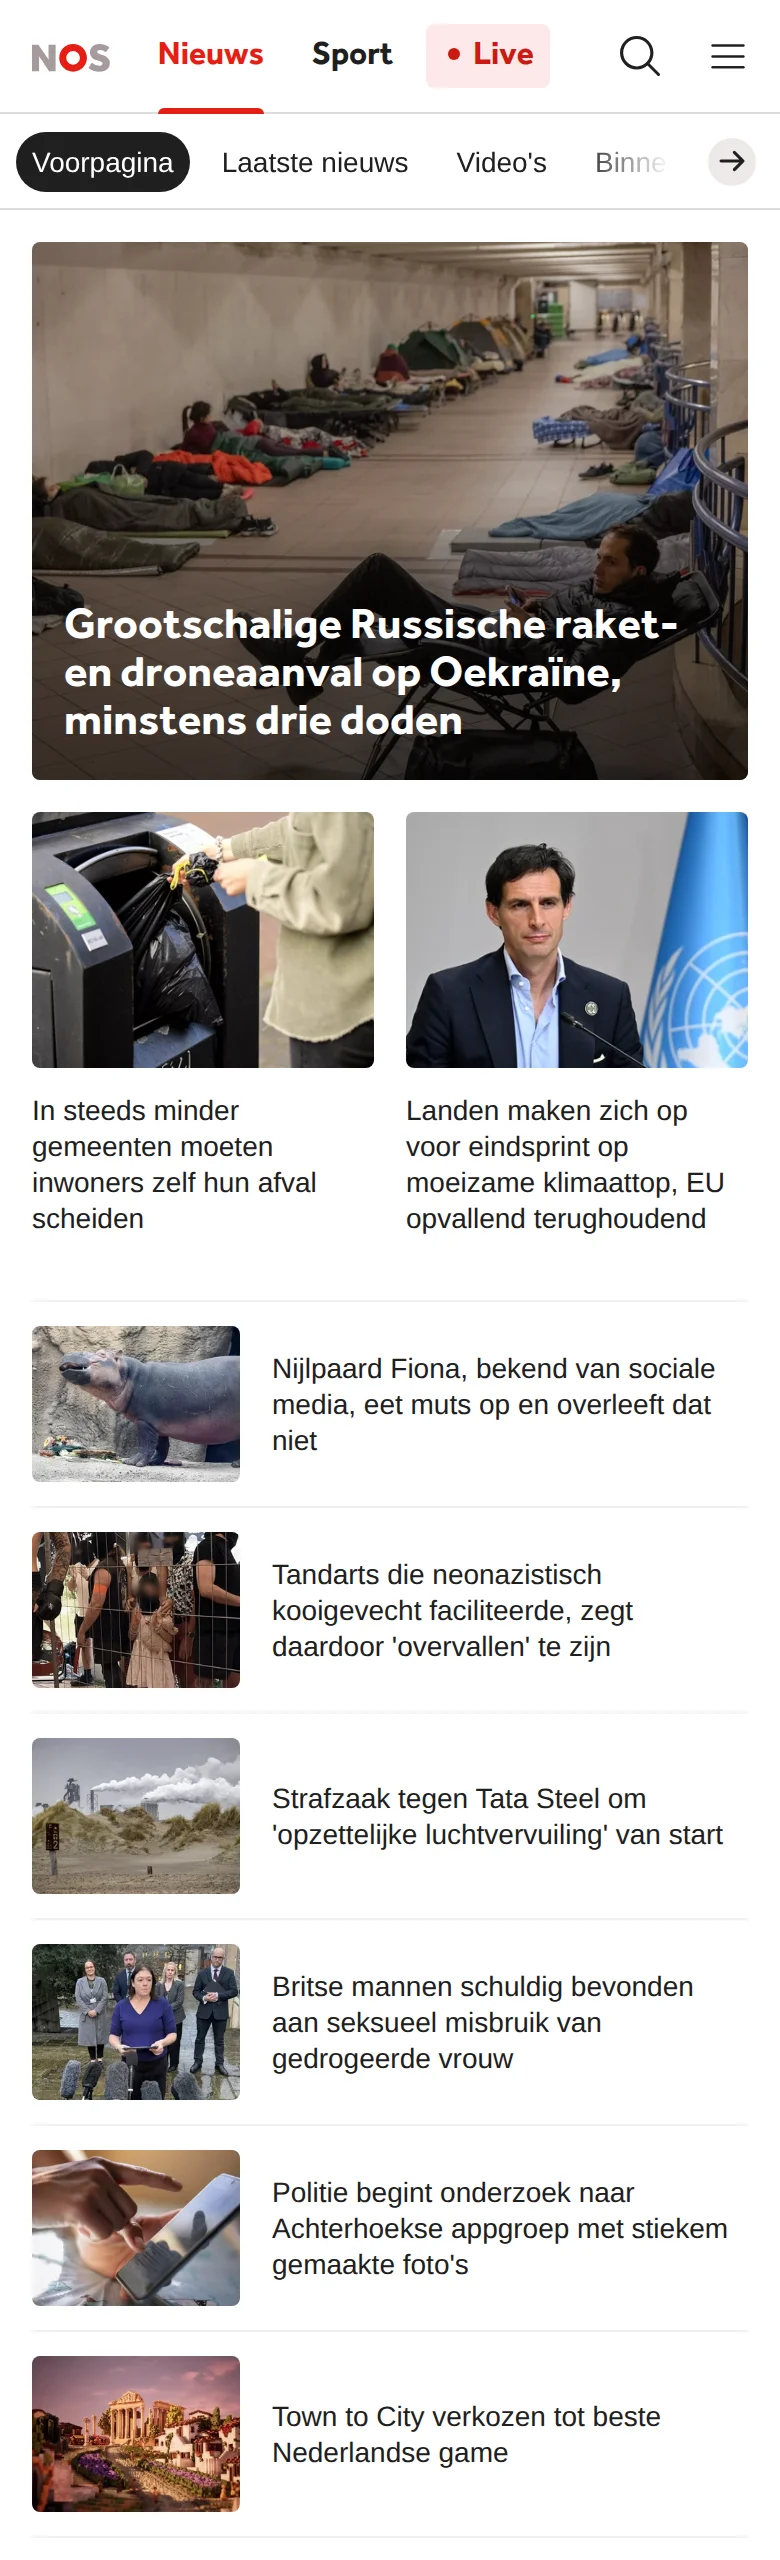 NOS
Nieuws
Sport
Live
Voorpagina
Laatste nieuws
Video's
Binne
Grootschalige Russische raket-
en droneaanval op Oekraïne,
minstens drie doden
In steeds minder
gemeenten moeten
inwoners zelf hun afval
scheiden
Landen maken zich op
voor eindsprint op
moeizame klimaattop, EU
opvallend terughoudend
Nijlpaard Fiona, bekend van sociale
media, eet muts op en overleeft dat
niet
Tandarts die neonazistisch
kooigevecht faciliteerde, zegt
daardoor 'overvallen' te zijn
Strafzaak tegen Tata Steel om
'opzettelijke luchtvervuiling' van start
Britse mannen schuldig bevonden
aan seksueel misbruik van
gedrogeerde vrouw
Politie begint onderzoek naar
Achterhoekse appgroep met stiekem
gemaakte foto's
Town to City verkozen tot beste
Nederlandse game